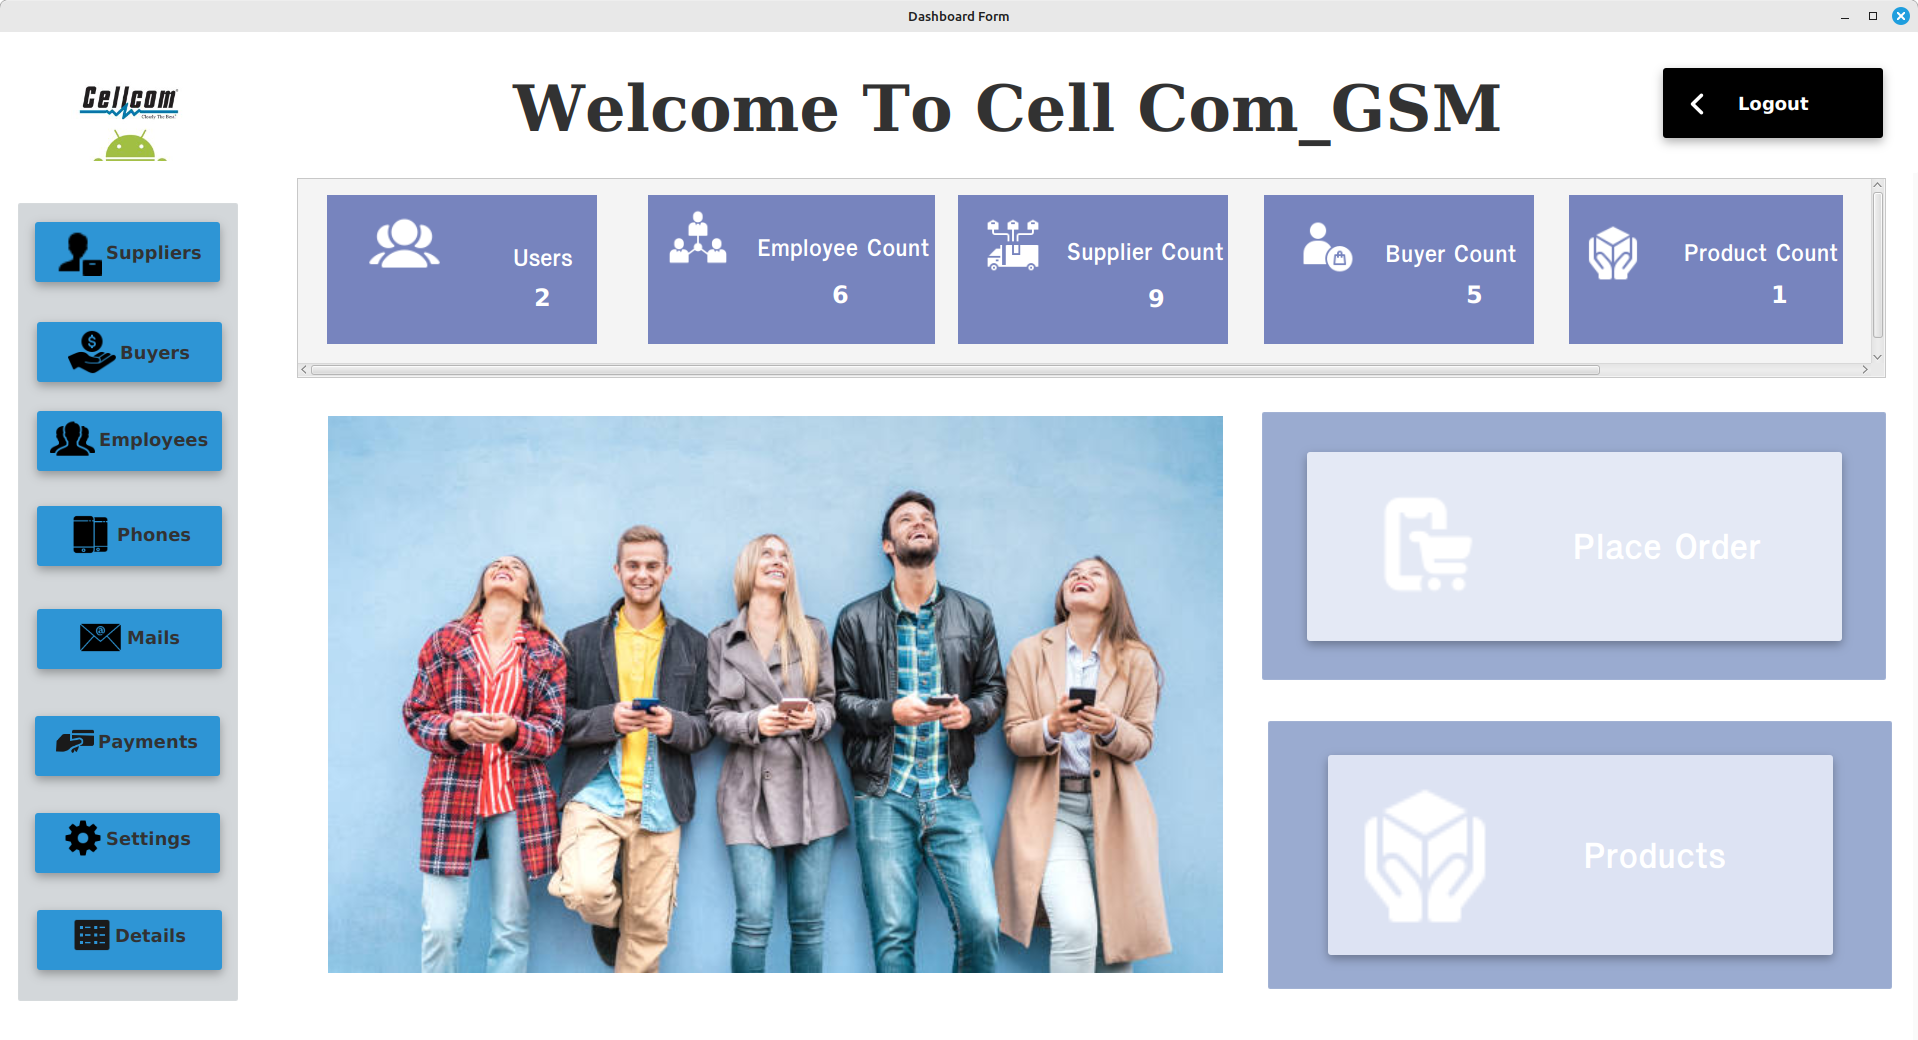 Dashboard Form
Cellcom
Clearly The Best
Welcome To Cell Com_GSM
Logout
Users
2
Employee Count
6
Supplier Count
9
Buyer Count
5
Product Count
1
Suppliers
Buyers
Employees
Phones
Mails
Payments
Settings
Details
Place Order
Products